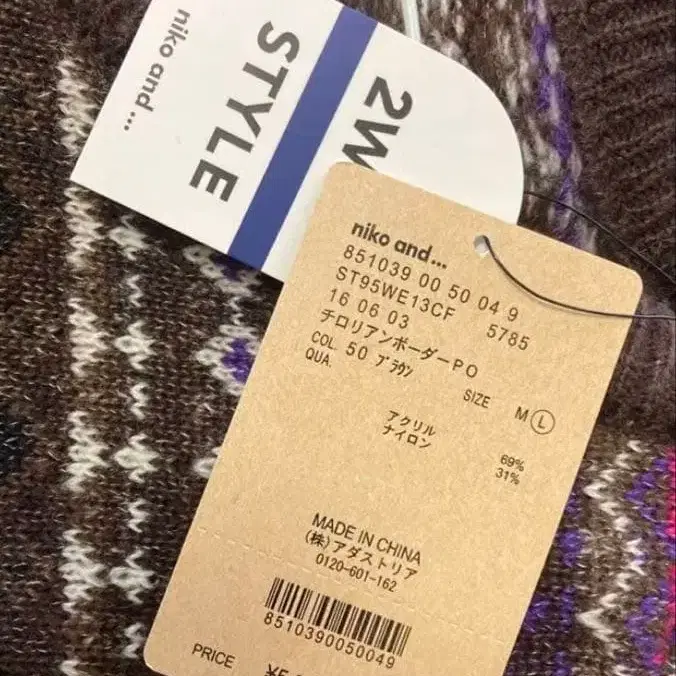 niko and...
2W
STYLE
niko and...
851039 00 50 04 9
ST95WE13CF 5785
16 06 03
チロリアンボーダーPO
COL. 50 ブラウン
QUA.
SIZE M L
アクリル 69%
ナイロン 31%
MADE IN CHINA
(株)アダストリア
0120-601-162
8510390050049
PRICE